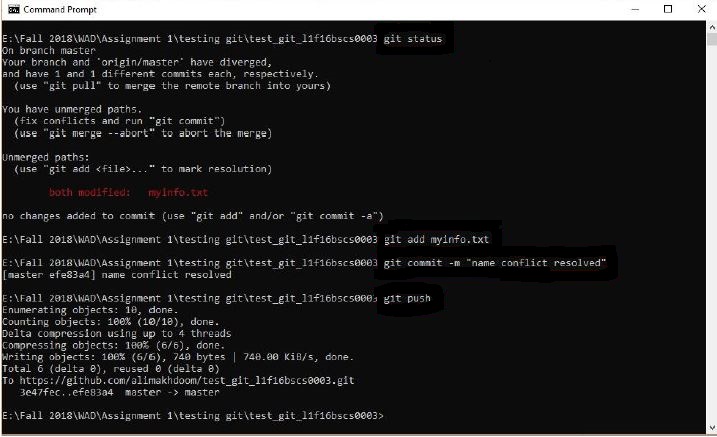 Command Prompt
E:\Fall 2018\WAD\Assignment 1\testing git\test_git_l1f16bscs0003 git status
On branch master
Your branch and 'origin/master' have diverged,
and have 1 and 1 different commits each, respectively.
(use "git pull" to merge the remote branch into yours)
You have unmerged paths.
(fix conflicts and run "git commit")
(use "git merge --abort" to abort the merge)
Unmerged paths:
(use "git add <file>..." to mark resolution)
both modified: myinfo.txt
no changes added to commit (use "git add" and/or "git commit -a")
E:\Fall 2018\WAD\Assignment 1\testing git\test_git_l1f16bscs0003 git add myinfo.txt
E:\Fall 2018\WAD\Assignment 1\testing git\test_git_l1f16bscs0003 git commit -m "name conflict resolved"
[master efe83a4] name conflict resolved
E:\Fall 2018\WAD\Assignment 1\testing git\test_git_l1f16bscs0003 git push
Enumerating objects: 10, done.
Counting objects: 100% (10/10), done.
Delta compression using up to 4 threads
Compressing objects: 100% (6/6), done.
Writing objects: 100% (6/6), 740 bytes | 740.00 KiB/s, done.
Total 6 (delta 0), reused 0 (delta 0)
To https://github.com/alimakhdoom/test_git_l1f16bscs0003.git
3e47fec..efe83a4 master -> master
E:\Fall 2018\WAD\Assignment 1\testing git\test_git_l1f16bscs0003>